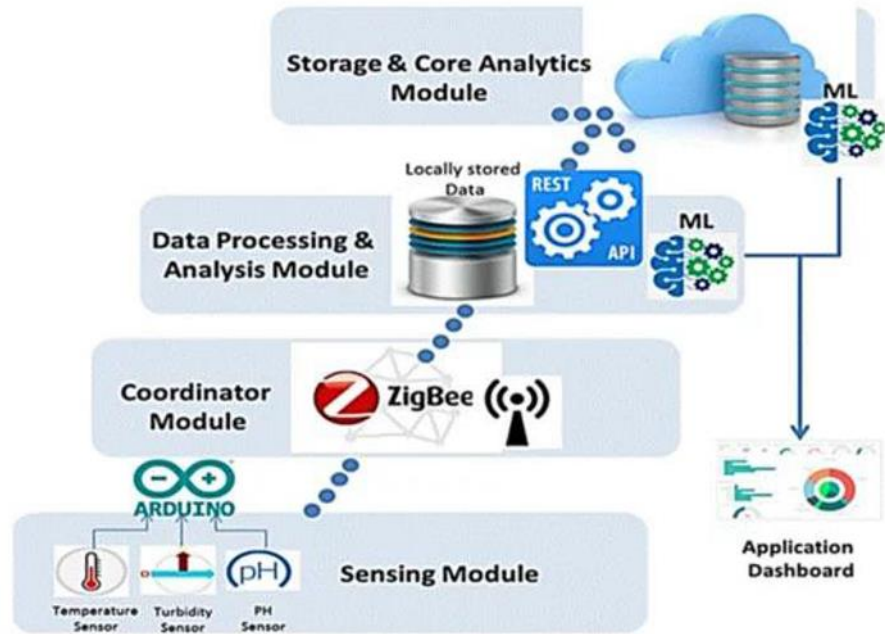 Storage & Core Analytics
Module
ML
Locally stored
Data
REST
API
ML
Data Processing &
Analysis Module
Coordinator
Module
ZigBee
ARDUINO
pH
Temperature
Sensor
Turbidity
Sensor
PH
Sensor
Sensing Module
Application
Dashboard